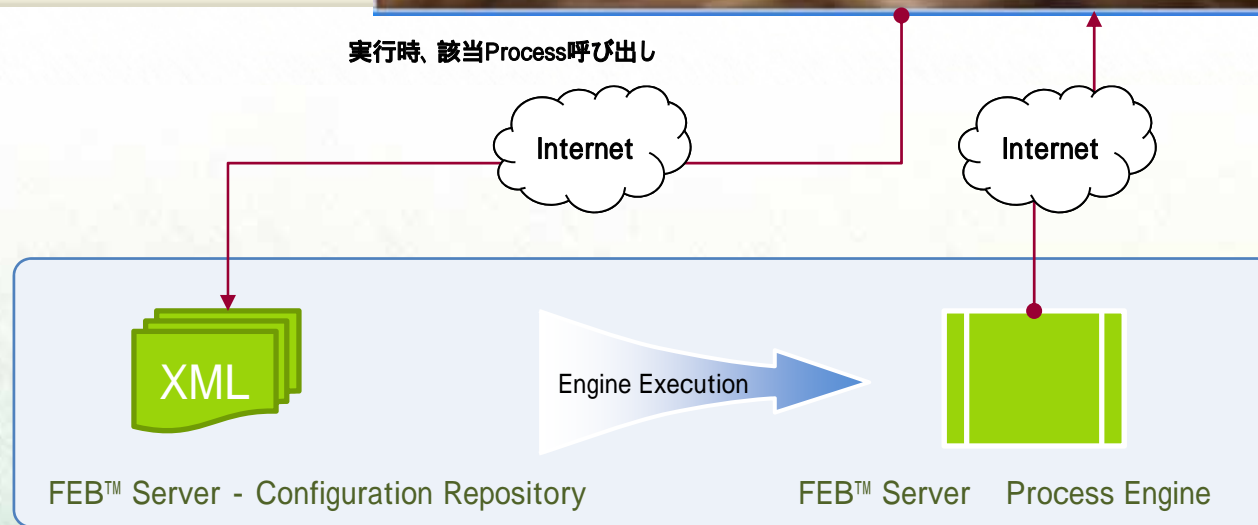 実行時、該当Process呼び出し
Internet
Internet
XML
Engine Execution
FEB™ Server - Configuration Repository
FEB™ Server Process Engine